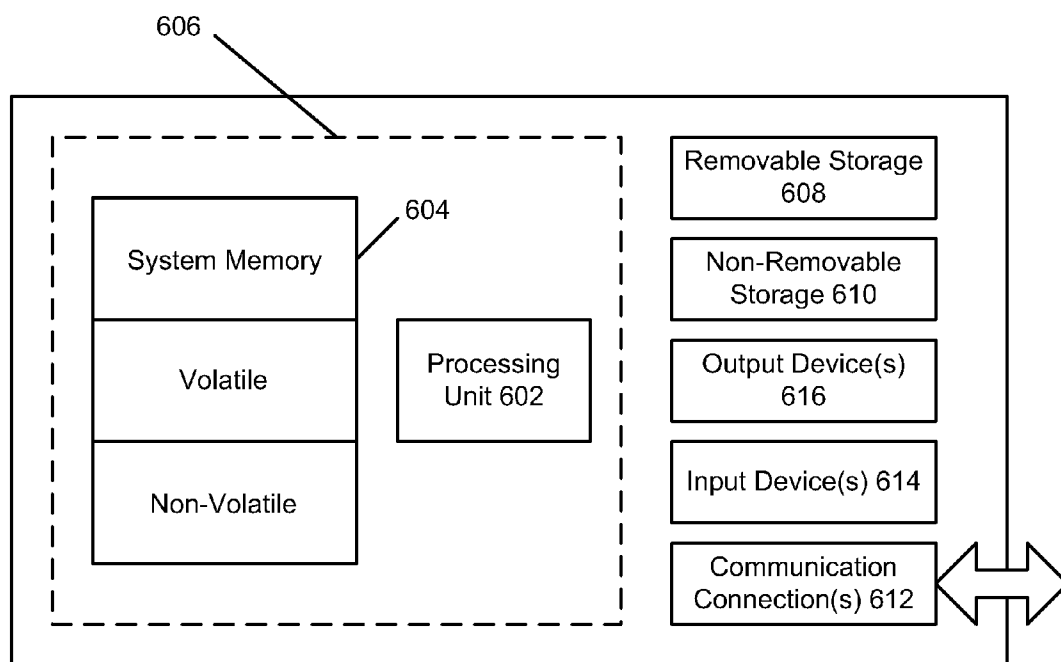 606
604
System Memory
Volatile
Non-Volatile
Processing
Unit 602
Removable Storage
608
Non-Removable
Storage 610
Output Device(s)
616
Input Device(s) 614
Communication
Connection(s) 612